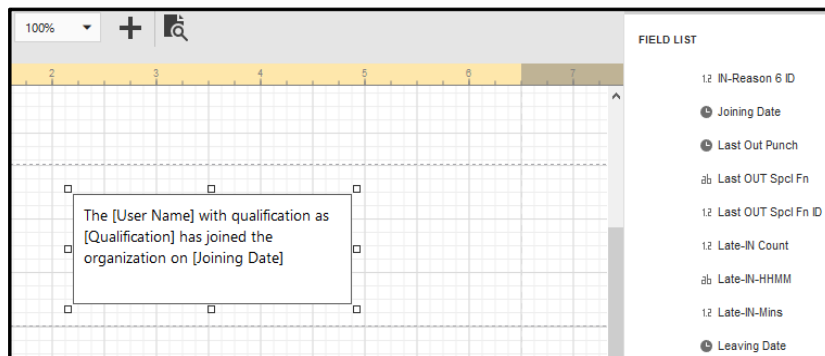 100%
2 3 4 5 6 7
The [User Name] with qualification as
[Qualification] has joined the
organization on [Joining Date]
FIELD LIST
1.2 IN-Reason 6 ID
Joining Date
Last Out Punch
ab Last OUT Spcl Fn
1.2 Last OUT Spcl Fn ID
1.2 Late-IN Count
ab Late-IN-HHMM
1.2 Late-IN-Mins
Leaving Date